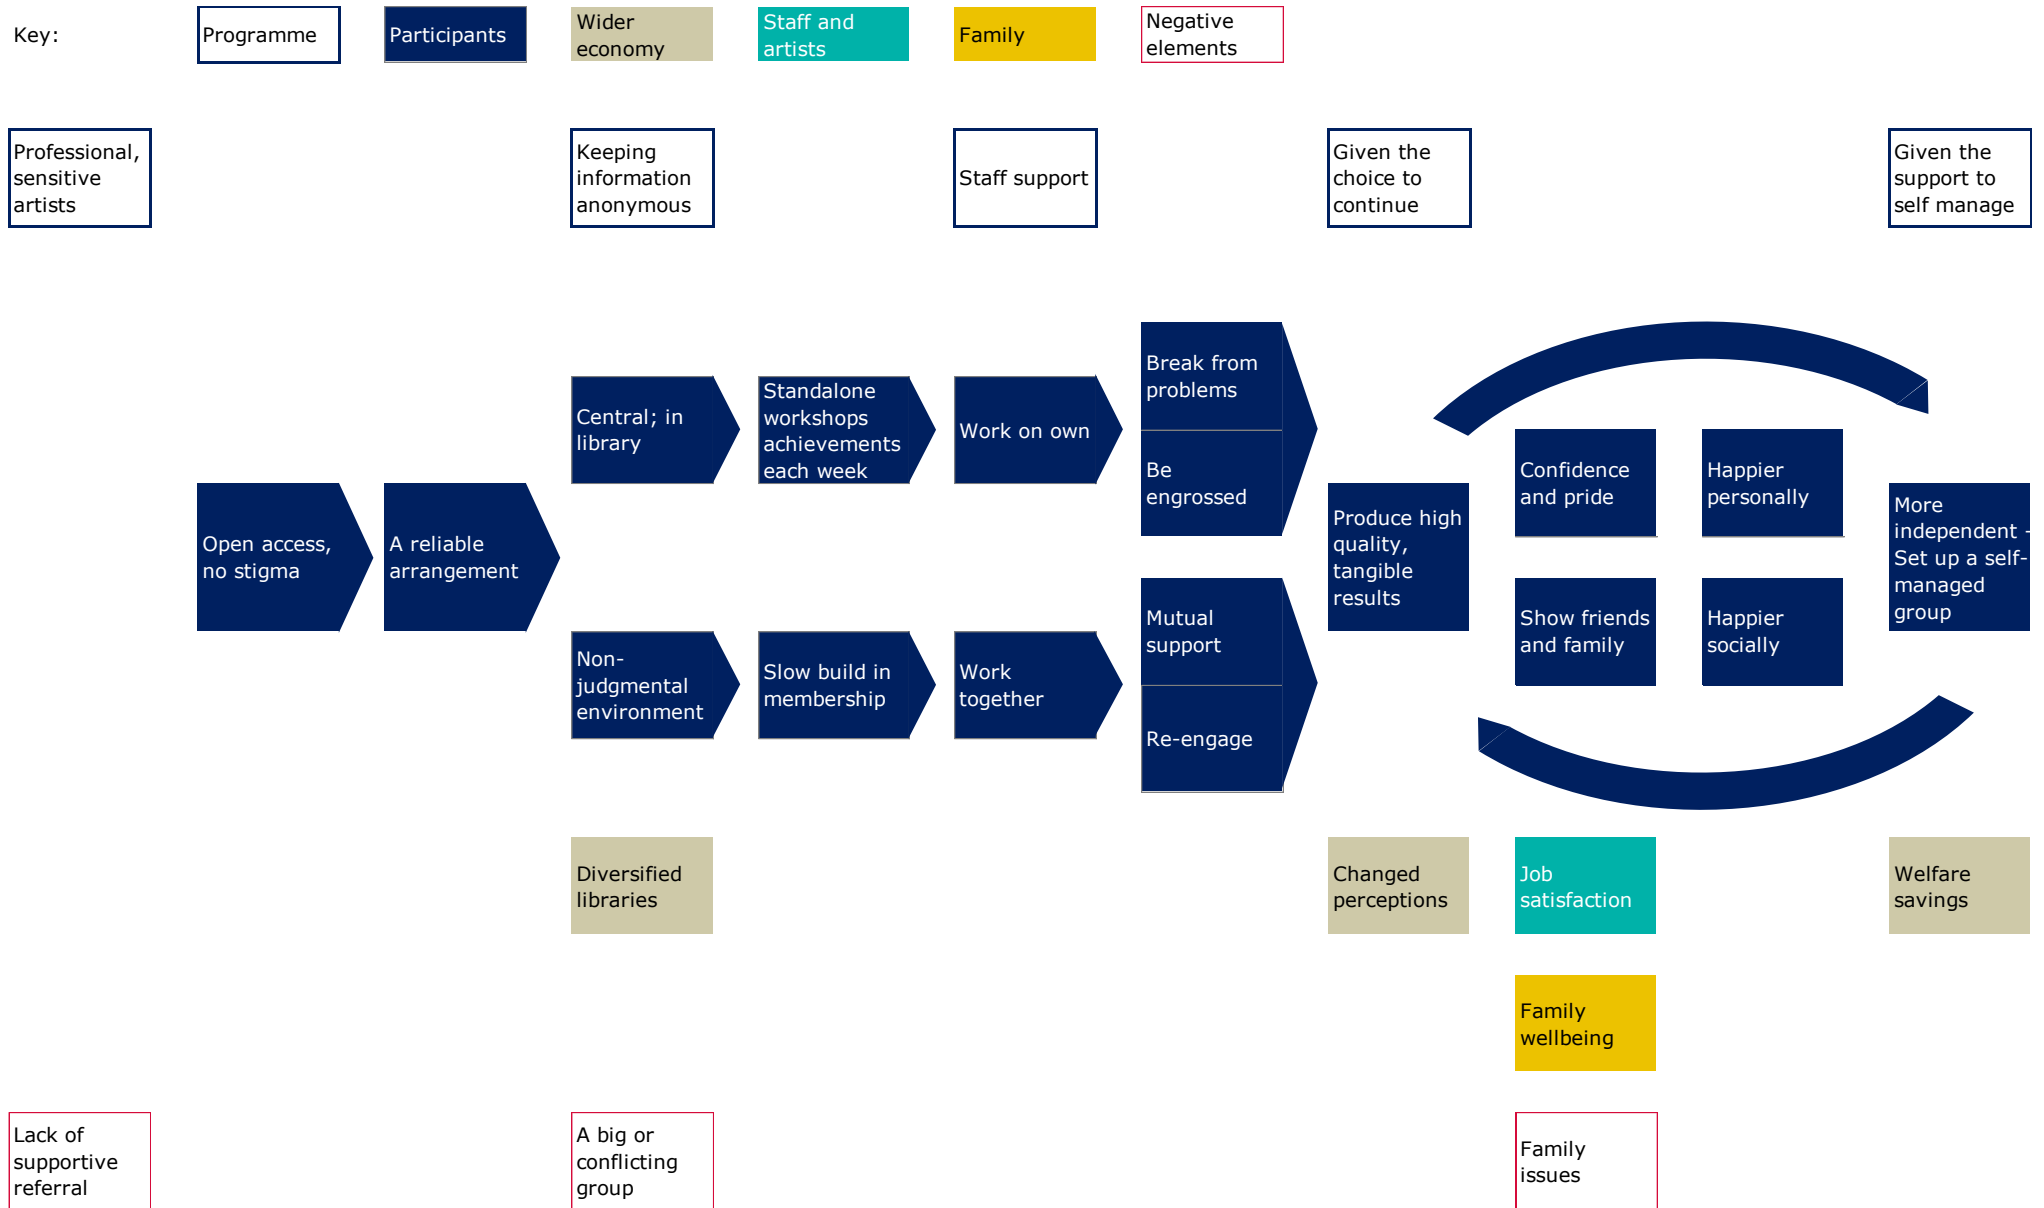 Key:
Programme
Participants
Wider
economy
Staff and
artists
Family
Negative
elements
Professional,
sensitive
artists
Keeping
information
anonymous
Staff support
Given the
choice to
continue
Given the
support to
self manage
Open access,
no stigma
A reliable
arrangement
Central; in
library
Standalone
workshops
achievements
each week
Work on own
Break from
problems
Be
engrossed
Non-
judgmental
environment
Slow build in
membership
Work
together
Mutual
support
Re-engage
Produce high
quality,
tangible
results
Confidence
and pride
Happier
personally
Show friends
and family
Happier
socially
More
independent -
Set up a self-
managed
group
Diversified
libraries
Changed
perceptions
Job
satisfaction
Welfare
savings
Family
wellbeing
Lack of
supportive
referral
A big or
conflicting
group
Family
issues